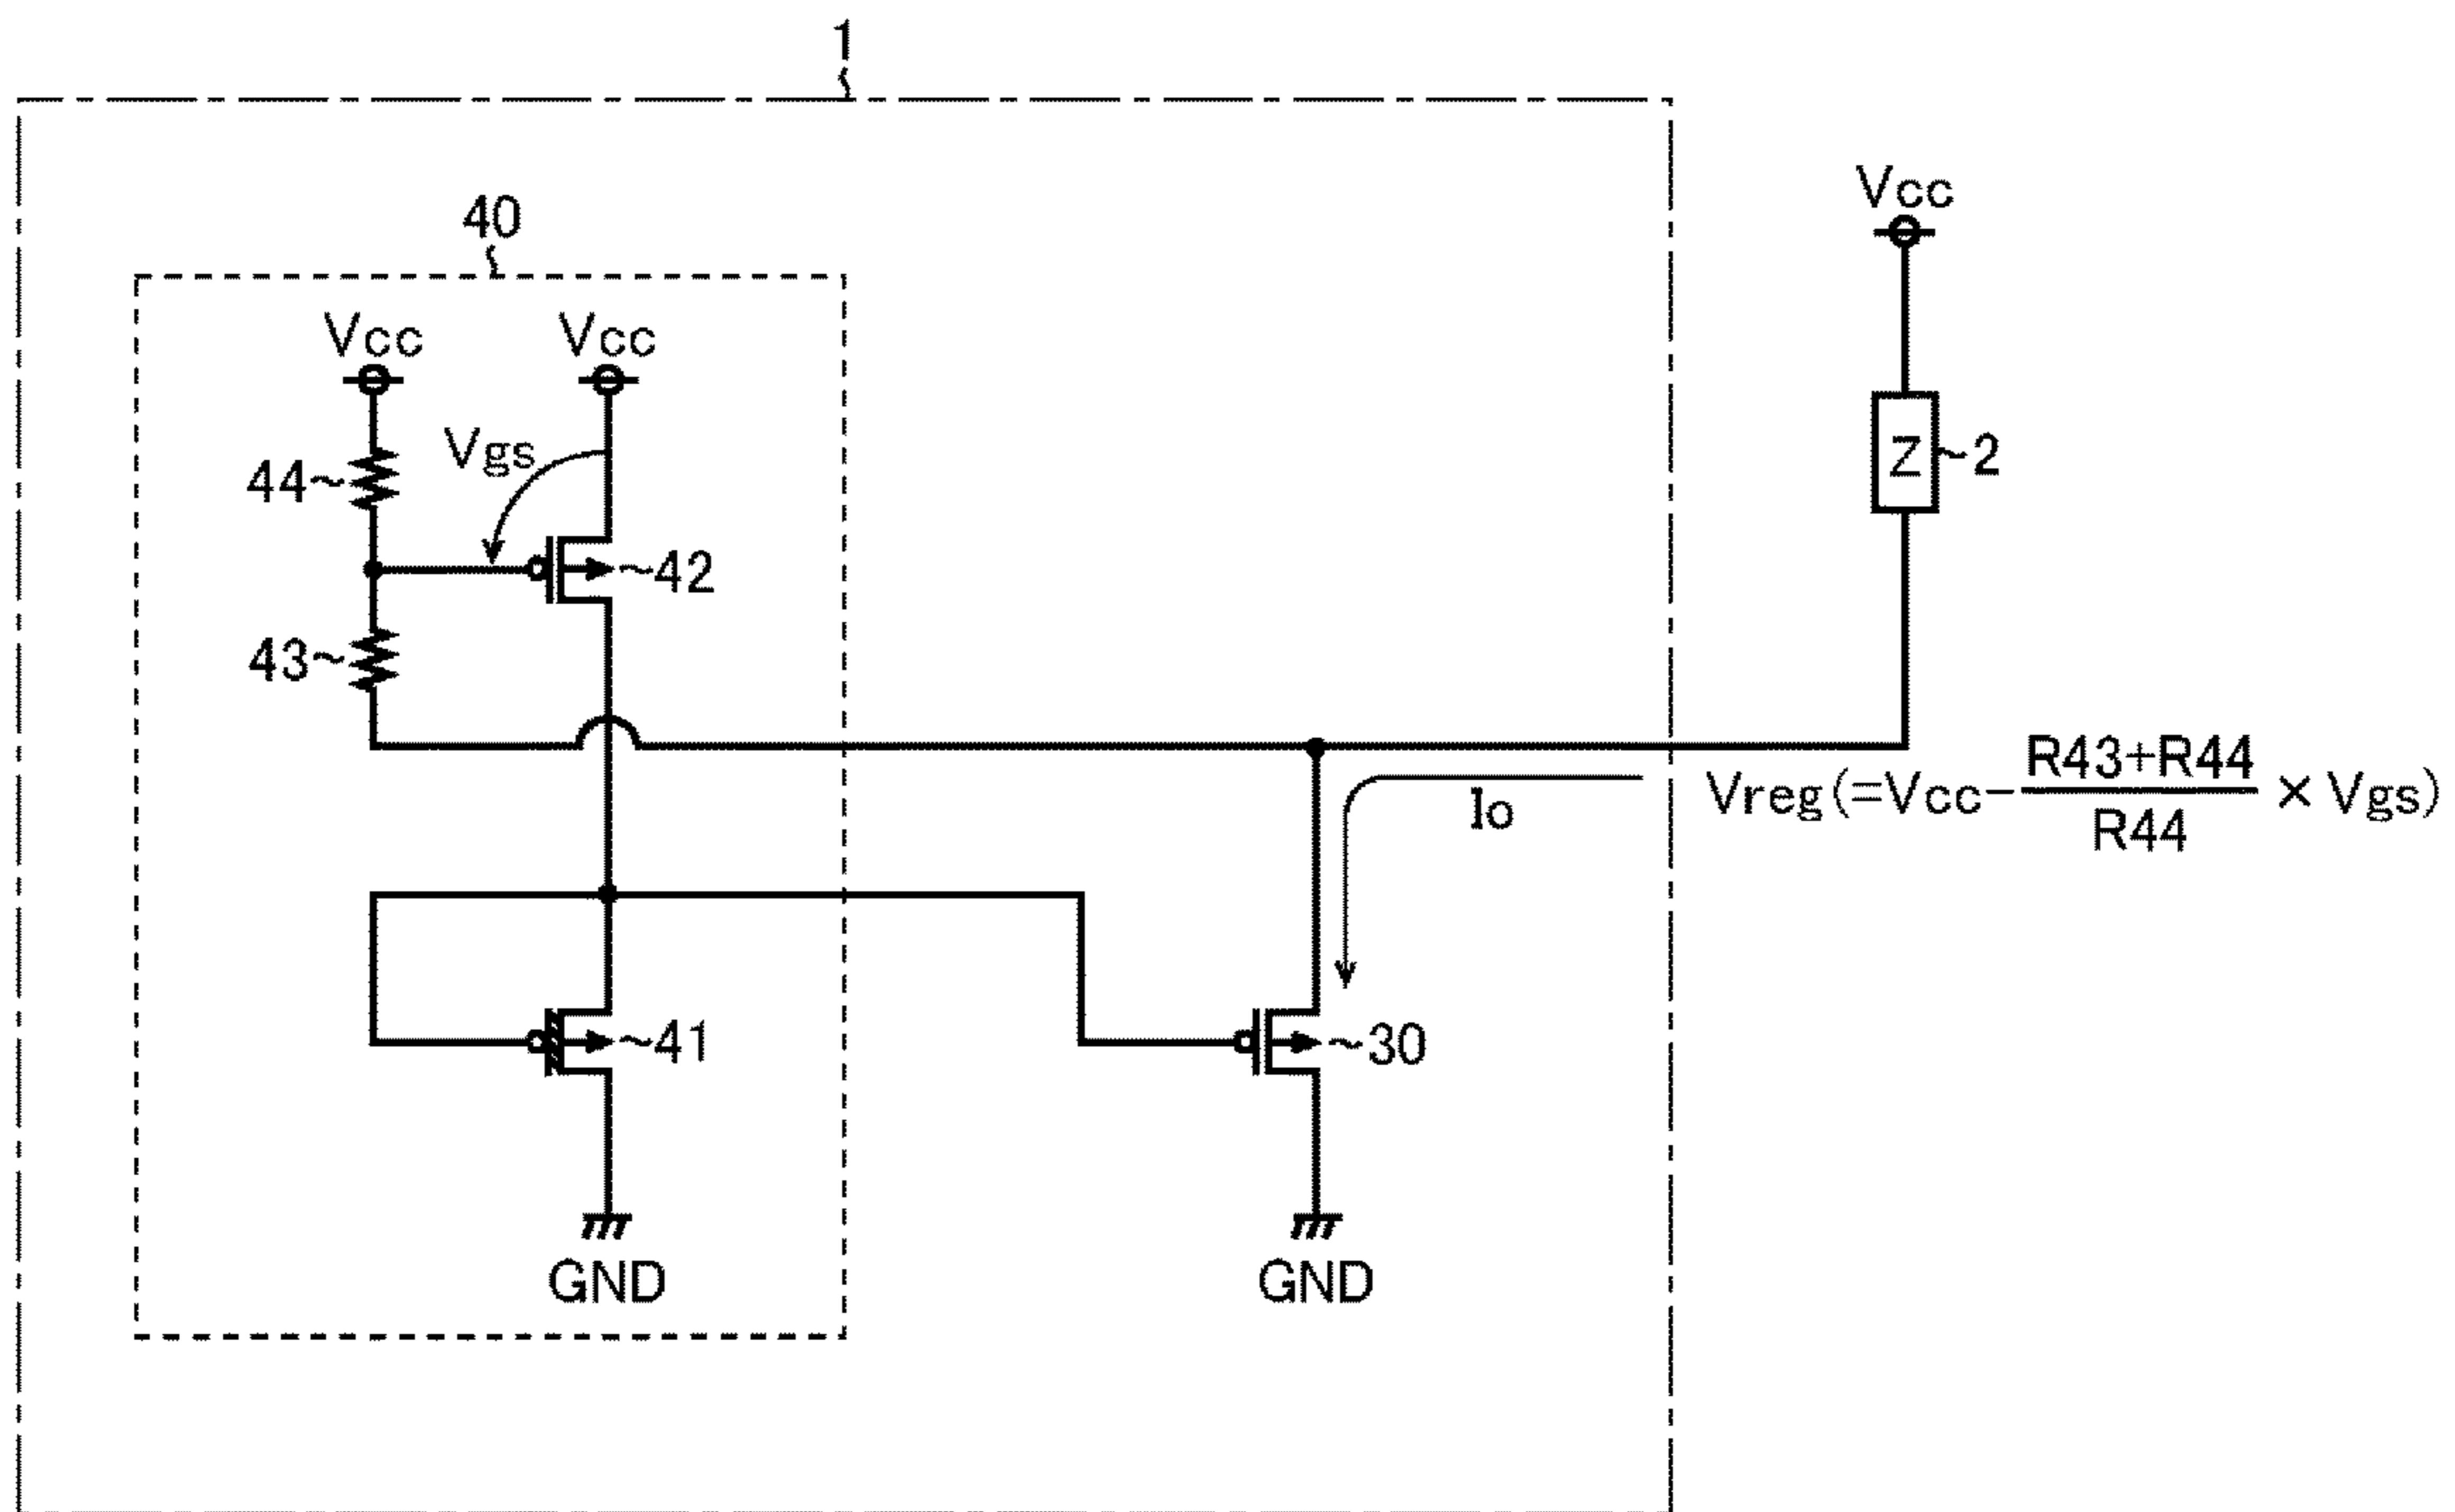 1
40
Vcc
Vcc
Vcc
Vgs
44~
Z ~2
~42
43~
Vreg(=Vcc-R43+R44/R44 × Vgs)
Io
~41
~30
GND
GND